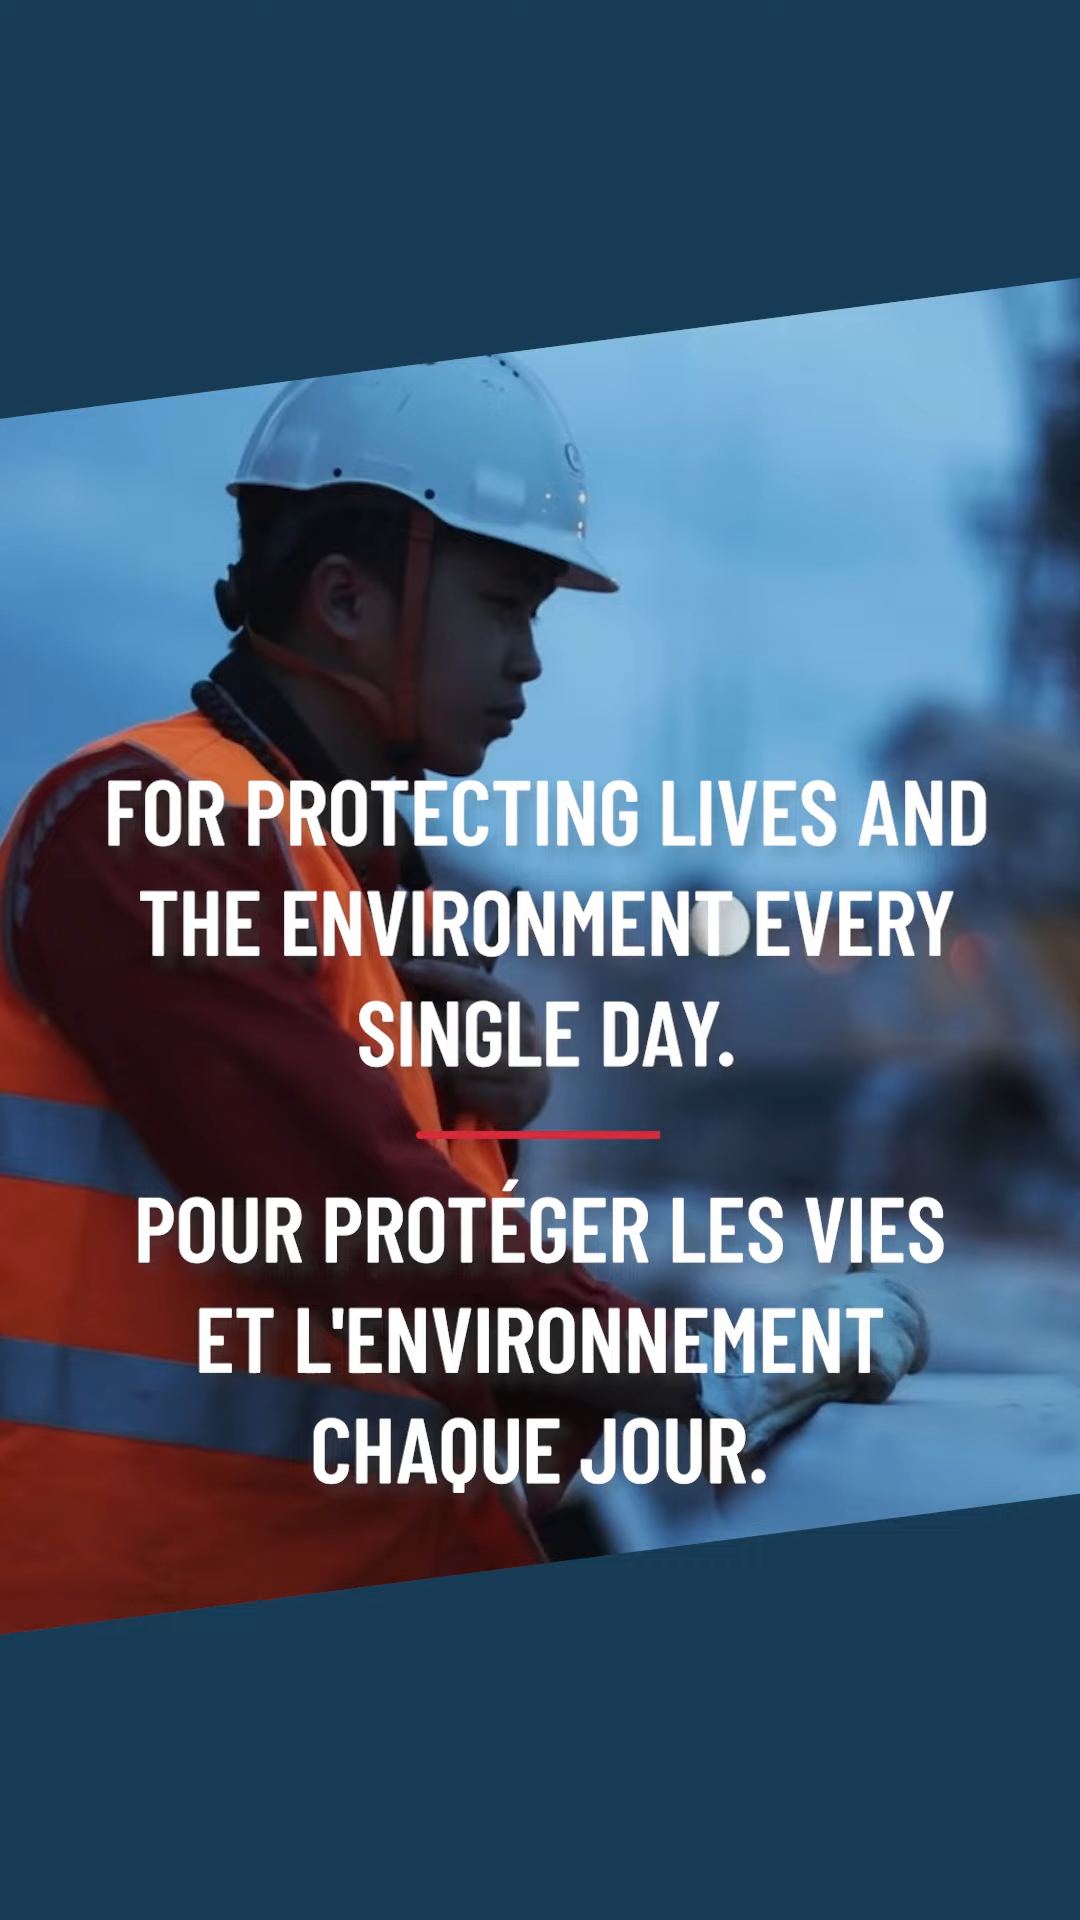 FOR PROTECTING LIVES AND
THE ENVIRONMENT EVERY
SINGLE DAY.
POUR PROTÉGER LES VIES
ET L'ENVIRONNEMENT
CHAQUE JOUR.